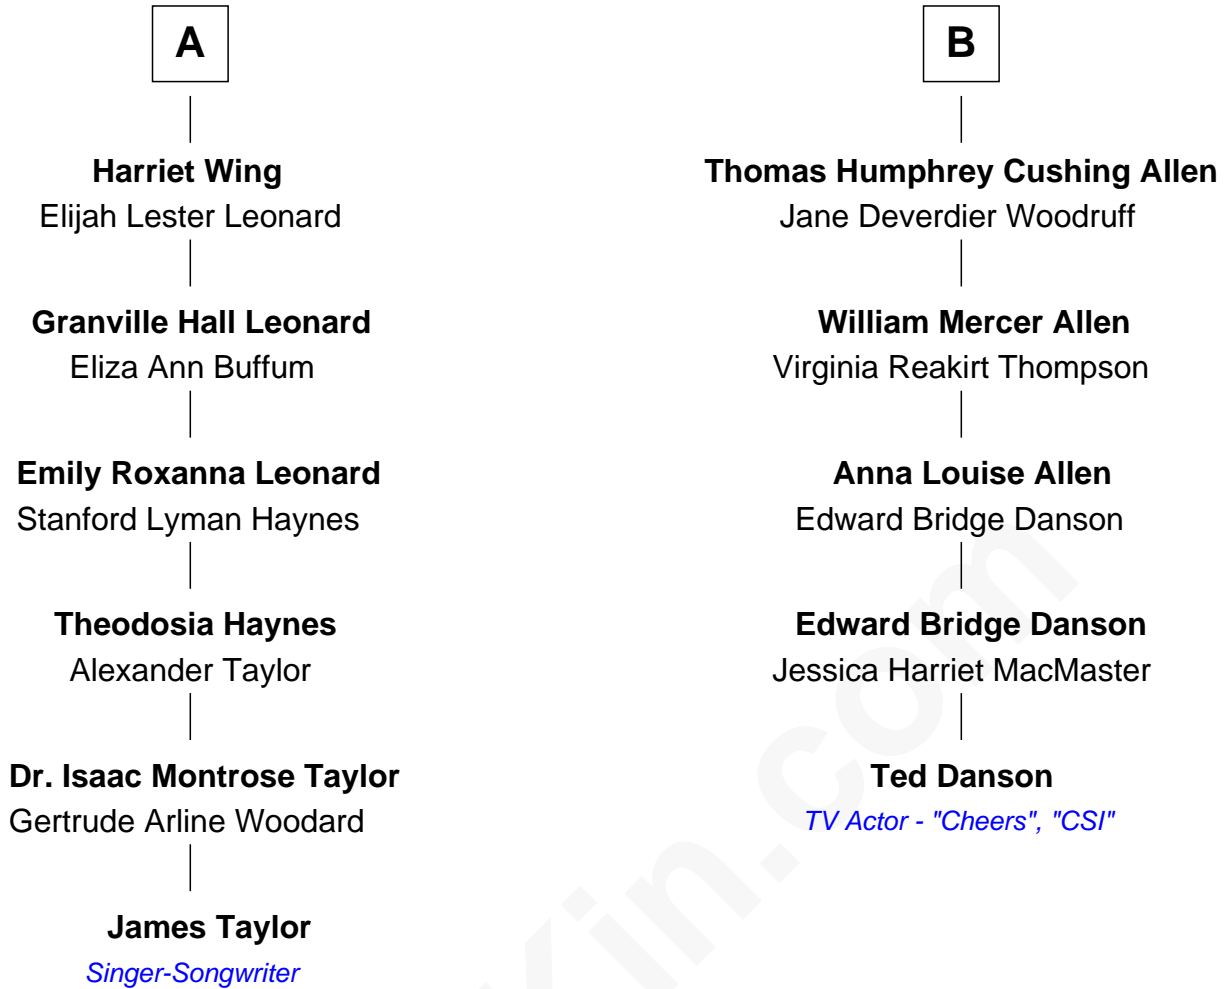 A
Harriet Wing
Elijah Lester Leonard
Granville Hall Leonard
Eliza Ann Buffum
Emily Roxanna Leonard
Stanford Lyman Haynes
Theodosia Haynes
Alexander Taylor
Dr. Isaac Montrose Taylor
Gertrude Arline Woodard
James Taylor
Singer-Songwriter
B
Thomas Humphrey Cushing Allen
Jane Deverdier Woodruff
William Mercer Allen
Virginia Reakirt Thompson
Anna Louise Allen
Edward Bridge Danson
Edward Bridge Danson
Jessica Harriet MacMaster
Ted Danson
TV Actor - "Cheers", "CSI"